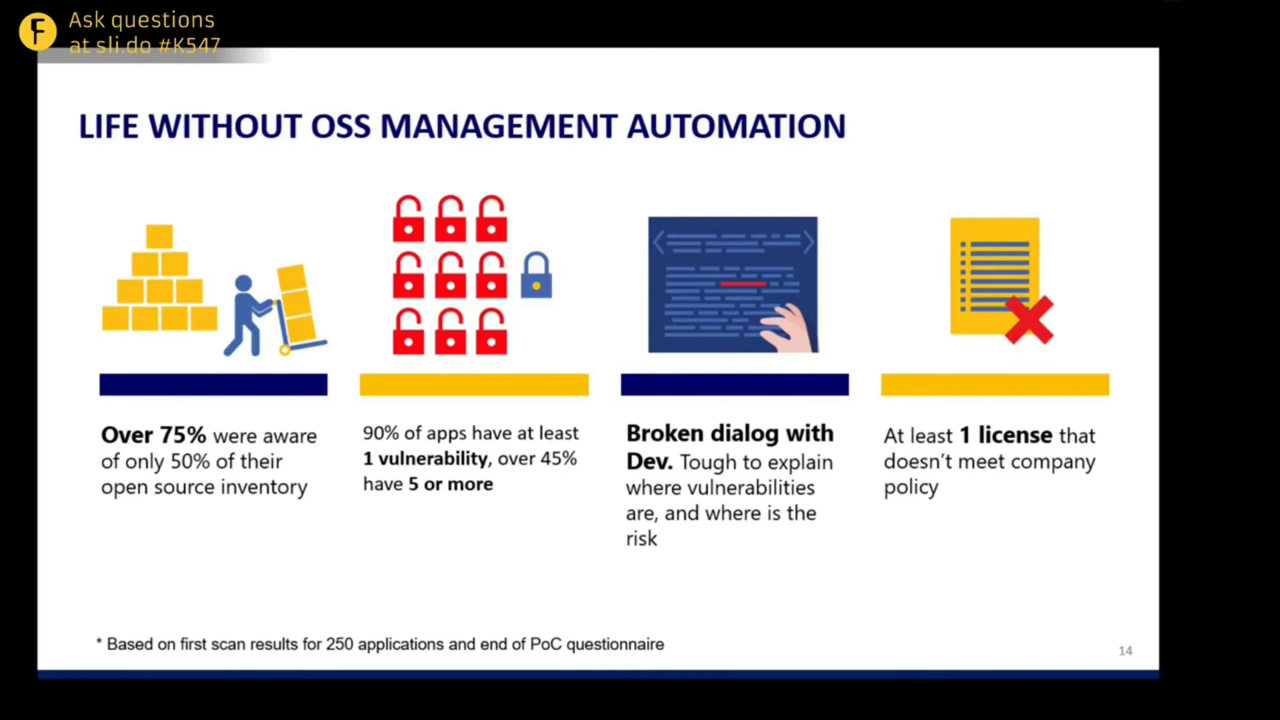 Ask questions
at sli.do #K547
LIFE WITHOUT OSS MANAGEMENT AUTOMATION
Over 75% were aware
of only 50% of their
open source inventory
90% of apps have at least
1 vulnerability, over 45%
have 5 or more
Broken dialog with
Dev. Tough to explain
where vulnerabilities
are, and where is the
risk
At least 1 license that
doesn't meet company
policy
* Based on first scan results for 250 applications and end of PoC questionnaire
14